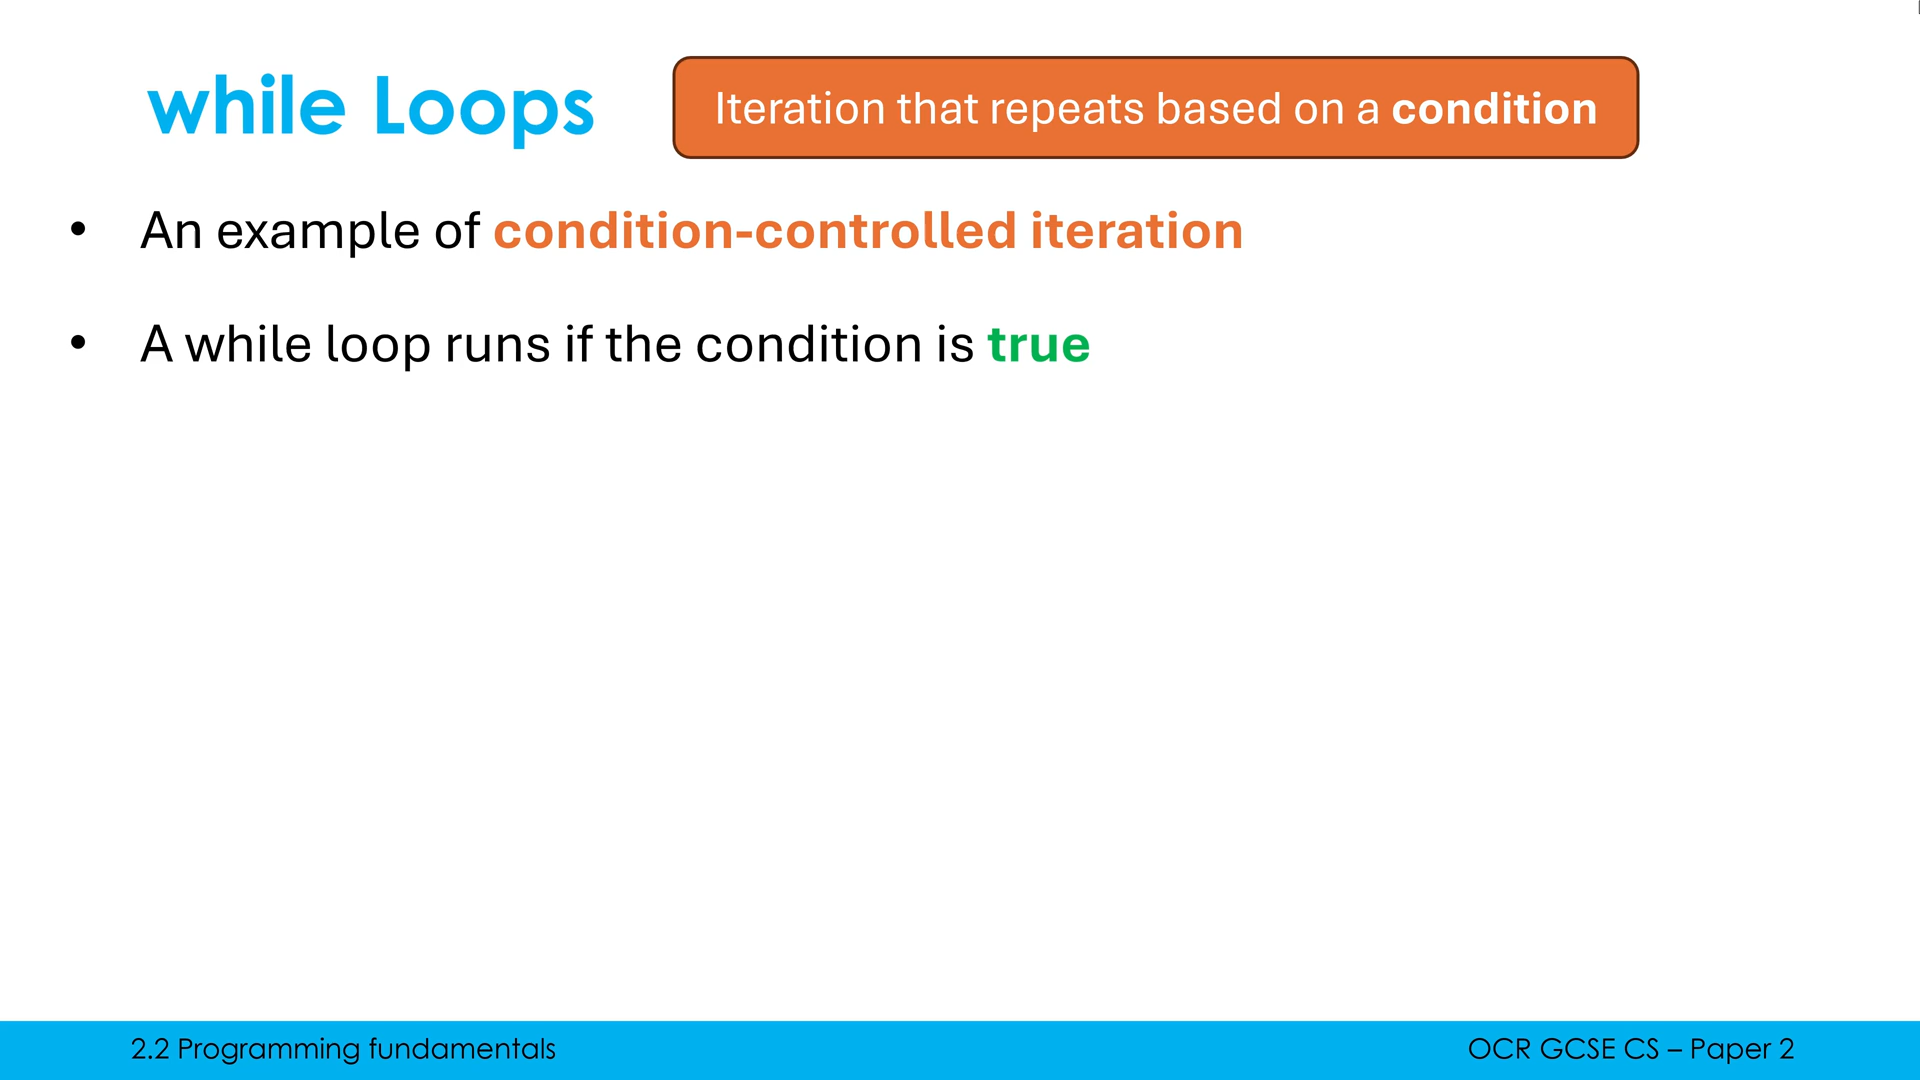 while Loops
Iteration that repeats based on a condition
• An example of condition-controlled iteration
• A while loop runs if the condition is true
2.2 Programming fundamentals
OCR GCSE CS – Paper 2